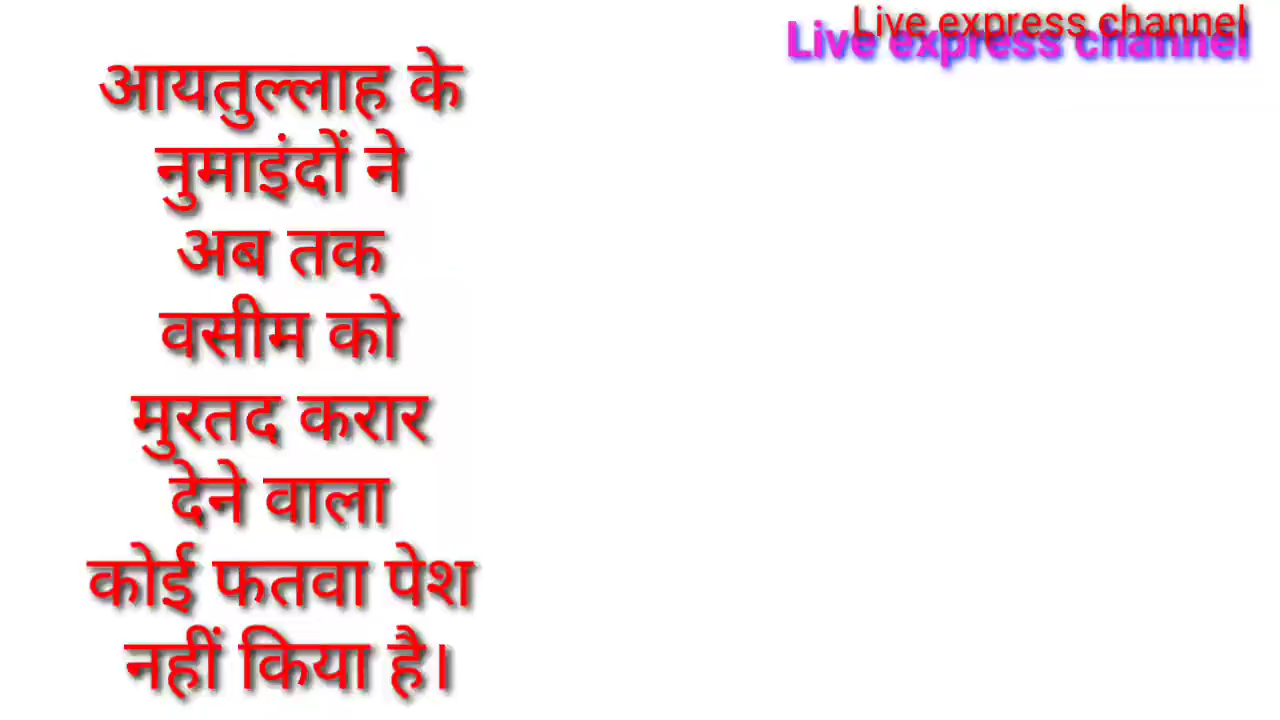 Live express channel
Live express channel
आयतुल्लाह के
नुमाइंदों ने
अब तक
वसीम को
मुरतद करार
देने वाला
कोई फतवा पेश
नहीं किया है।